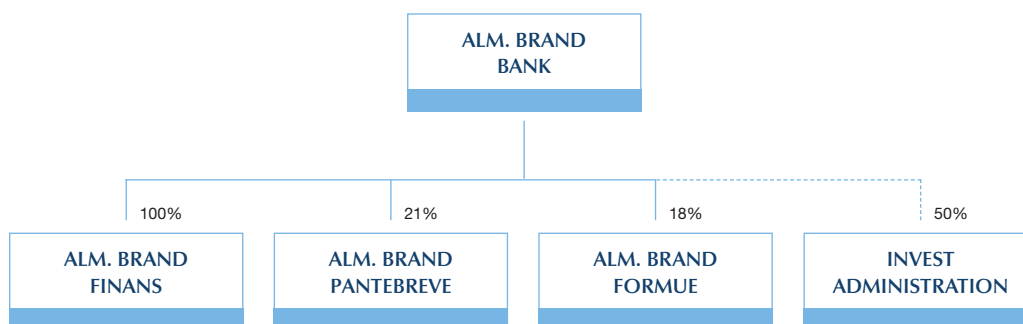 ALM. BRAND
BANK
100%
21%
18%
50%
ALM. BRAND
FINANS
ALM. BRAND
PANTEBREVE
ALM. BRAND
FORMUE
INVEST
ADMINISTRATION